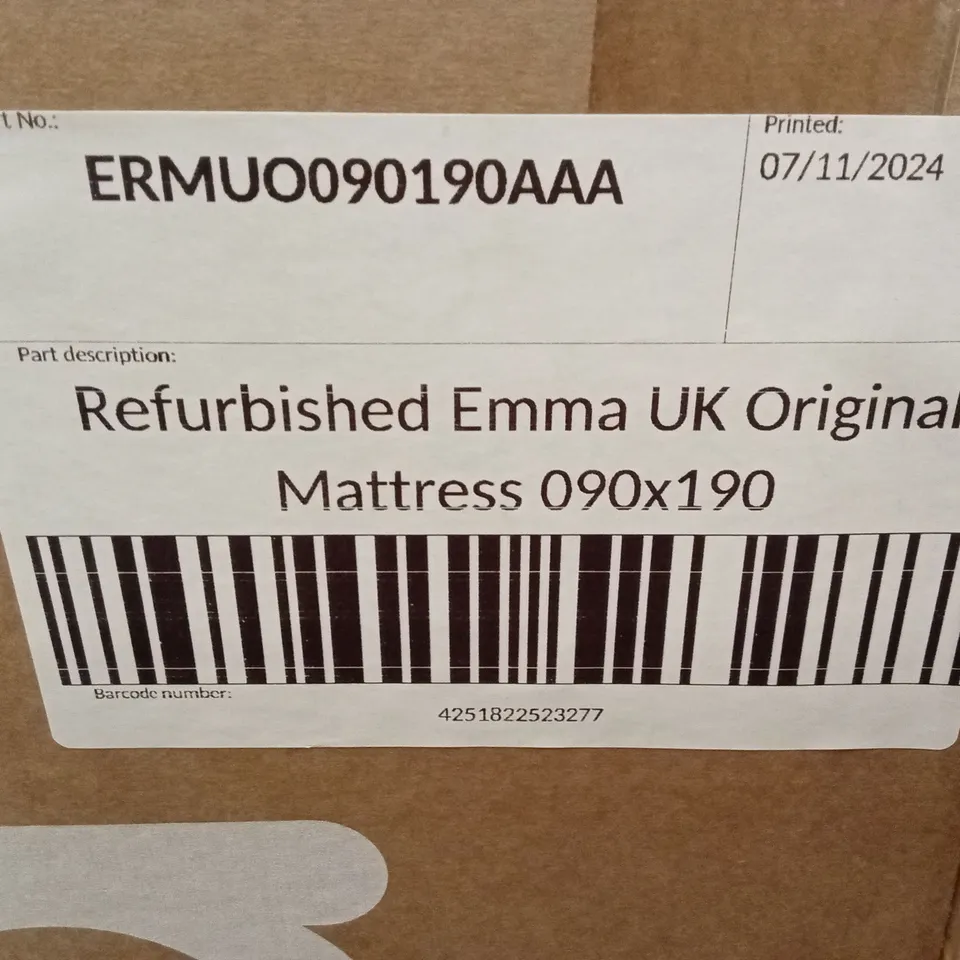 t No.:
Printed:
ERMUO090190AAA
07/11/2024
Part description:
Refurbished Emma UK Original
Mattress 090x190
Barcode number:
4251822523277